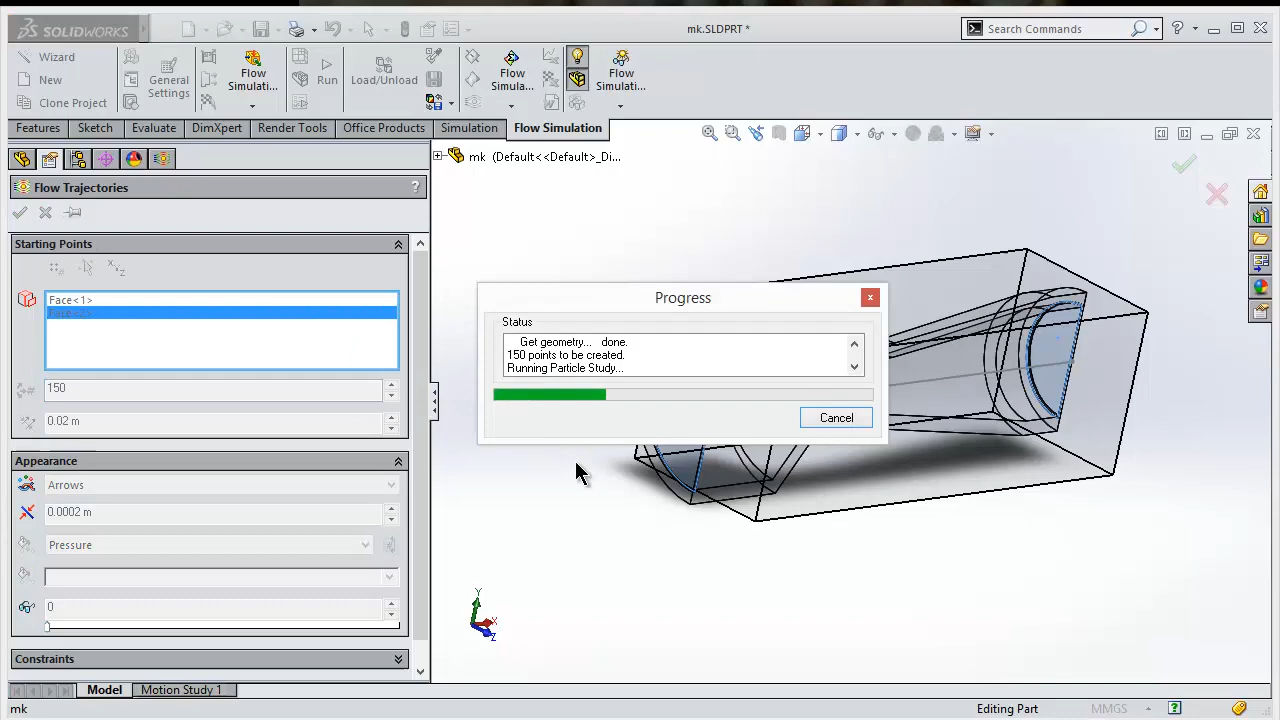 SOLIDWORKS
mk.SLDPRT *
Search Commands
?
Wizard
New
Clone Project
General
Settings
Flow
Simulati...
Run
Load/Unload
Flow
Simula...
Flow
Simulati...
Features
Sketch
Evaluate
DimXpert
Render Tools
Office Products
Simulation
Flow Simulation
mk (Default<<Default>_Di...
Flow Trajectories
?
Starting Points
Face<1>
Face<2>
150
0.02 m
Appearance
Arrows
0.0002 m
Pressure
0
Constraints
Progress
Status
Get geometry... done.
150 points to be created.
Running Particle Study...
Cancel
Y
X
Z
Model
Motion Study 1
mk
Editing Part
MMGS
?